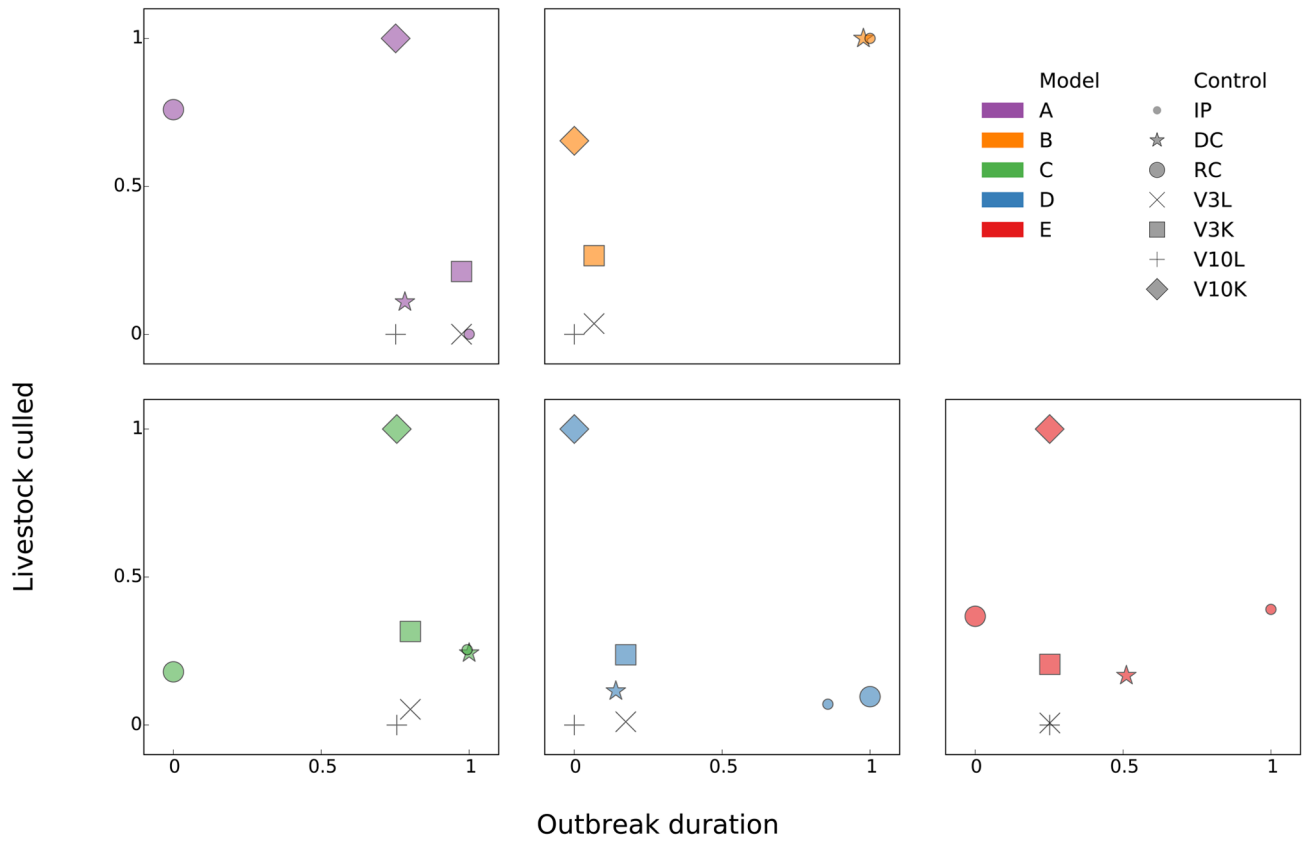 1
0.5
0
Model
A
B
C
D
E
Control
IP
DC
RC
V3L
V3K
V10L
V10K
Livestock culled
1
0.5
0
0 0.5 1
0 0.5 1
0 0.5 1
Outbreak duration